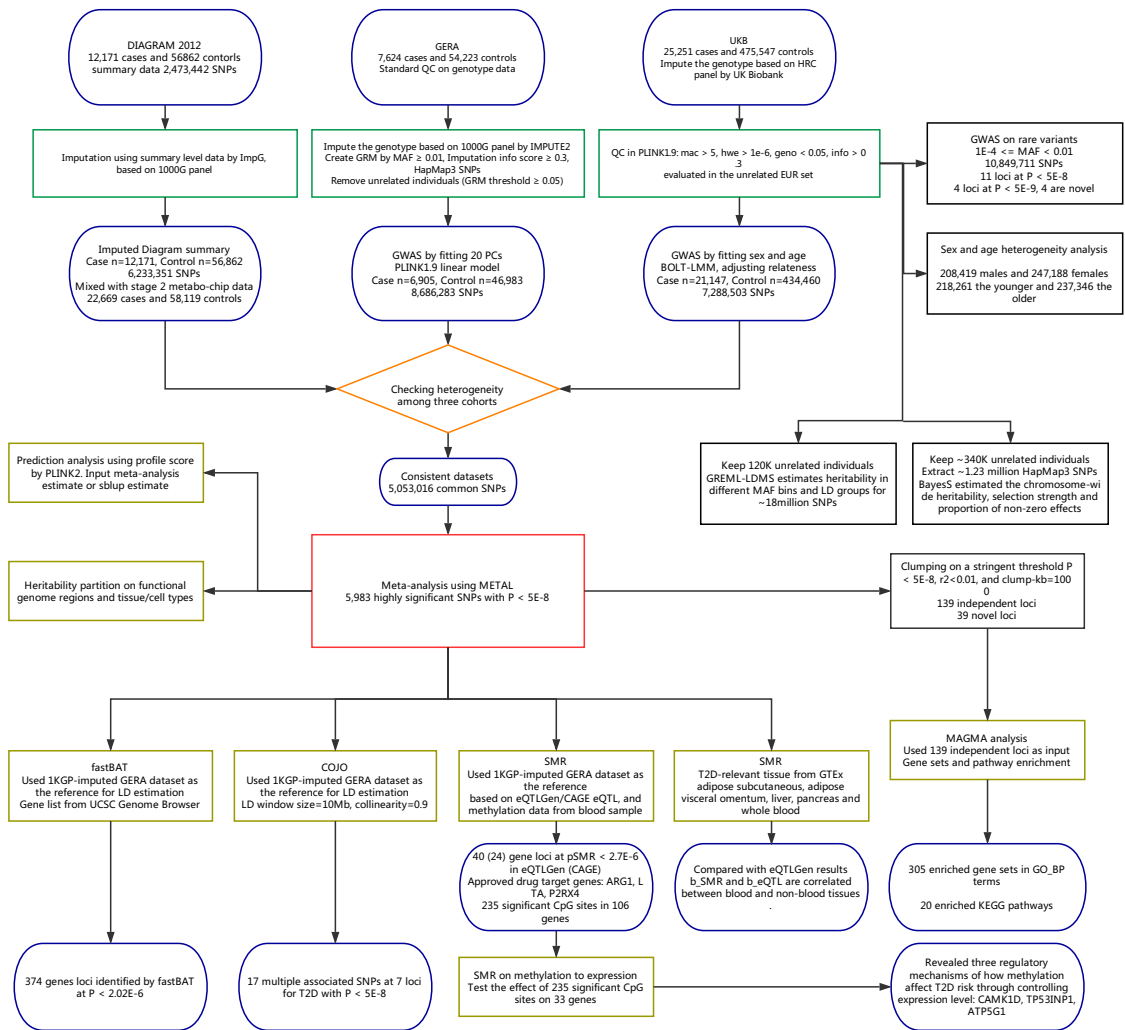 DIAGRAM 2012
12,171 cases and 56862 contorls
summary data 2,473,442 SNPs
GERA
7,624 cases and 54,223 controls
Standard QC on genotype data
UKB
25,251 cases and 475,547 controls
Impute the genotype based on HRC
panel by UK Biobank
Imputation using summary level data by ImpG,
based on 1000G panel
Impute the genotype based on 1000G panel by IMPUTE2
Create GRM by MAF ≥ 0.01, Imputation info score ≥ 0.3,
HapMap3 SNPs
Remove unrelated individuals (GRM threshold ≥ 0.05)
QC in PLINK1.9: mac > 5, hwe > 1e-6, geno < 0.05, info > 0
.3
evaluated in the unrelated EUR set
GWAS on rare variants
1E-4 <= MAF < 0.01
10,849,711 SNPs
11 loci at P < 5E-8
4 loci at P < 5E-9, 4 are novel
Imputed Diagram summary
Case n=12,171, Control n=56,862
6,233,351 SNPs
Mixed with stage 2 metabo-chip data
22,669 cases and 58,119 controls
GWAS by fitting 20 PCs
PLINK1.9 linear model
Case n=6,905, Control n=46,983
8,686,283 SNPs
GWAS by fitting sex and age
BOLT-LMM, adjusting relateness
Case n=21,147, Control n=434,460
7,288,503 SNPs
Sex and age heterogeneity analysis
208,419 males and 247,188 females
218,261 the younger and 237,346 the
older
Checking heterogeneity
among three cohorts
Prediction analysis using profile score
by PLINK2. Input meta-analysis
estimate or sblup estimate
Consistent datasets
5,053,016 common SNPs
Keep 120K unrelated individuals
GREML-LDMS estimates heritability in
different MAF bins and LD groups for
~18million SNPs
Keep ~340K unrelated individuals
Extract ~1.23 million HapMap3 SNPs
BayesS estimated the chromosome-wi
de heritability, selection strength and
proportion of non-zero effects
Heritability partition on functional
genome regions and tissue/cell types
Meta-analysis using METAL
5,983 highly significant SNPs with P < 5E-8
Clumping on a stringent threshold P
< 5E-8, r2<0.01, and clump-kb=100
0
139 independent loci
39 novel loci
fastBAT
Used 1KGP-imputed GERA dataset as
the reference for LD estimation
Gene list from UCSC Genome Browser
COJO
Used 1KGP-imputed GERA dataset as
the reference for LD estimation
LD window size=10Mb, collinearity=0.9
SMR
Used 1KGP-imputed GERA dataset as
the reference
based on eQTLGen/CAGE eQTL, and
methylation data from blood sample
SMR
T2D-relevant tissue from GTEx
adipose subcutaneous, adipose
visceral omentum, liver, pancreas and
whole blood
MAGMA analysis
Used 139 independent loci as input
Gene sets and pathway enrichment
40 (24) gene loci at pSMR < 2.7E-6
in eQTLGen (CAGE)
Approved drug target genes: ARG1, L
TA, P2RX4
235 significant CpG sites in 106
genes
Compared with eQTLGen results
b_SMR and b_eQTL are correlated
between blood and non-blood tissues
.
305 enriched gene sets in GO_BP
terms
20 enriched KEGG pathways
374 genes loci identified by fastBAT
at P < 2.02E-6
17 multiple associated SNPs at 7 loci
for T2D with P < 5E-8
SMR on methylation to expression
Test the effect of 235 significant CpG
sites on 33 genes
Revealed three regulatory
mechanisms of how methylation
affect T2D risk through controlling
expression level: CAMK1D, TP53INP1,
ATP5G1